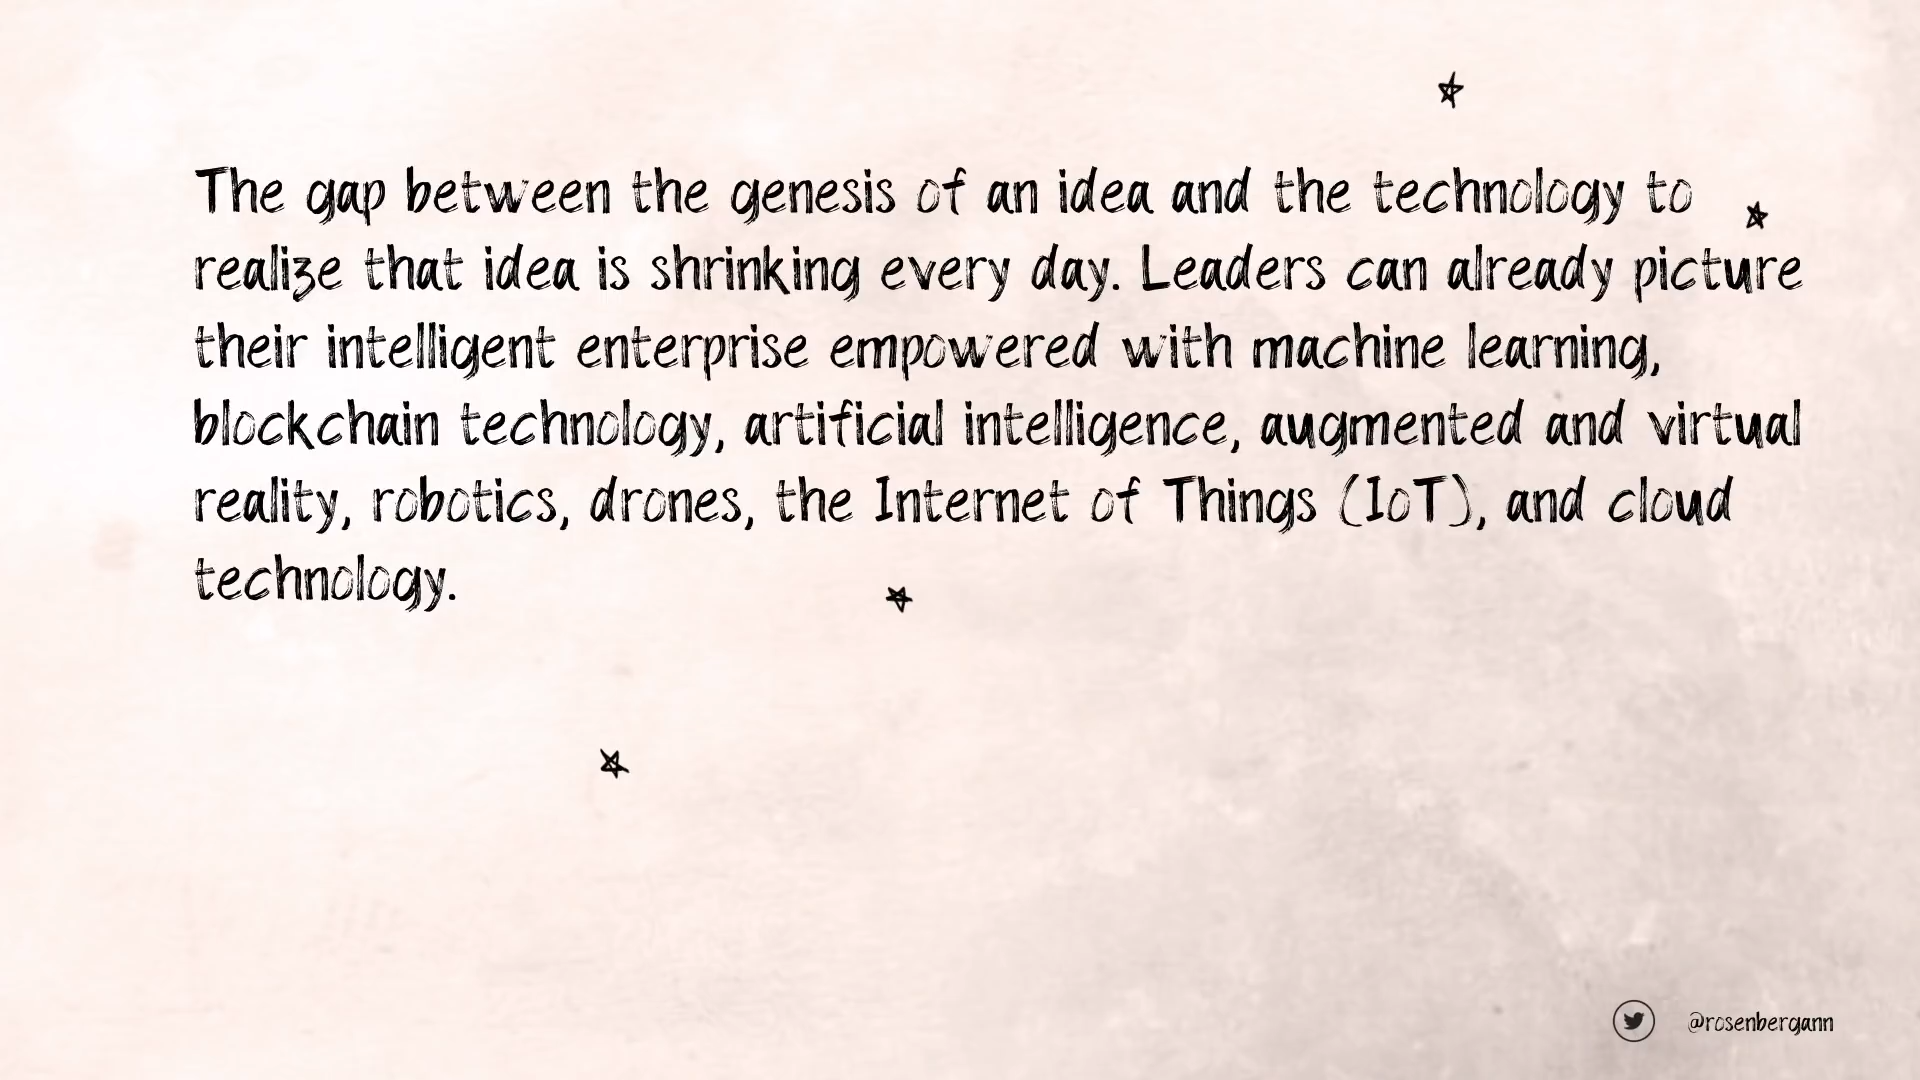 The gap between the genesis of an idea and the technology to
realize that idea is shrinking every day. Leaders can already picture
their intelligent enterprise empowered with machine learning,
blockchain technology, artificial intelligence, augmented and virtual
reality, robotics, drones, the Internet of Things (IoT), and cloud
technology.
@rosenbergann